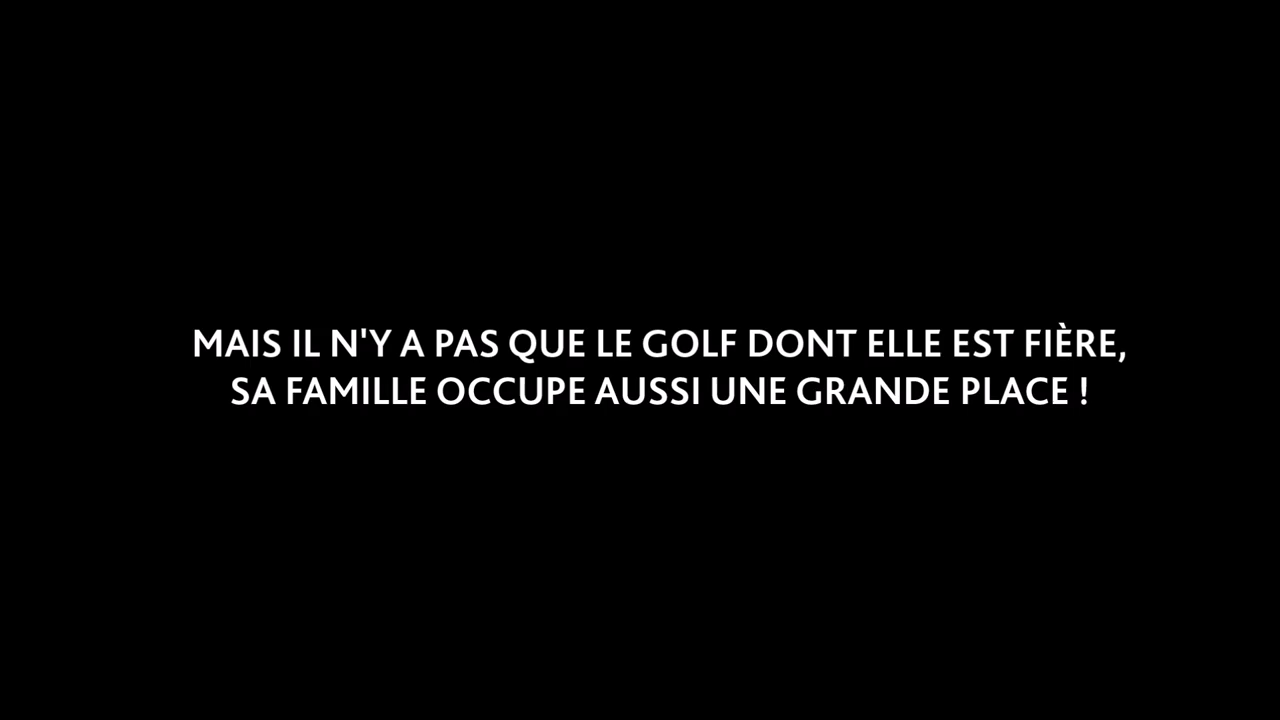 MAIS IL N'Y A PAS QUE LE GOLF DONT ELLE EST FIÈRE,
SA FAMILLE OCCUPE AUSSI UNE GRANDE PLACE !